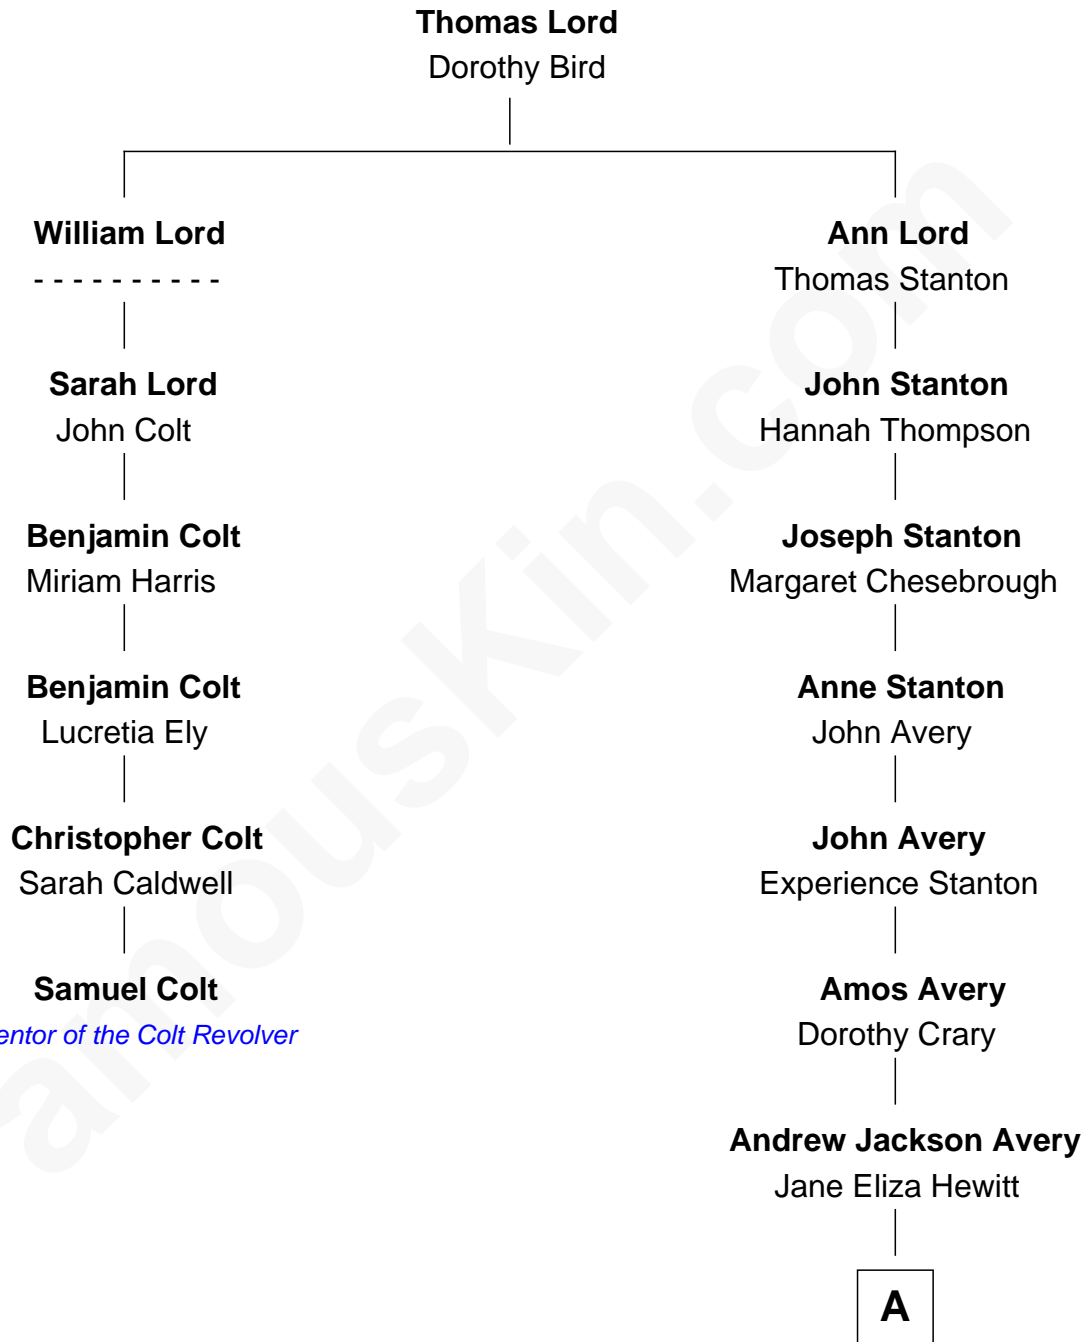 Thomas Lord
Dorothy Bird
William Lord
- - - - - - - - - -
Sarah Lord
John Colt
Benjamin Colt
Miriam Harris
Benjamin Colt
Lucretia Ely
Christopher Colt
Sarah Caldwell
Samuel Colt
entor of the Colt Revolver
Ann Lord
Thomas Stanton
John Stanton
Hannah Thompson
Joseph Stanton
Margaret Chesebrough
Anne Stanton
John Avery
John Avery
Experience Stanton
Amos Avery
Dorothy Crary
Andrew Jackson Avery
Jane Eliza Hewitt
A
amousKin.com